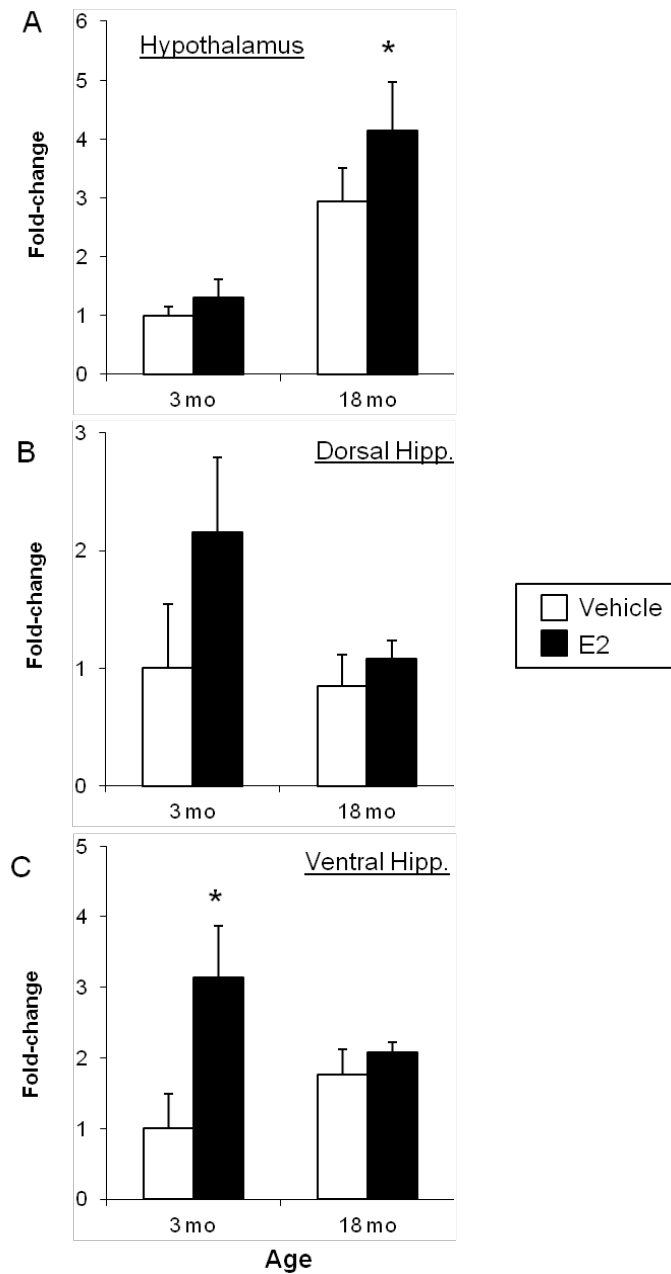 A
Hypothalamus
*
Fold-change
6
5
4
3
2
1
0
3 mo
18 mo
B
Dorsal Hipp.
Fold-change
3
2
1
0
3 mo
18 mo
Vehicle
E2
C
Ventral Hipp.
*
Fold-change
5
4
3
2
1
0
3 mo
18 mo
Age